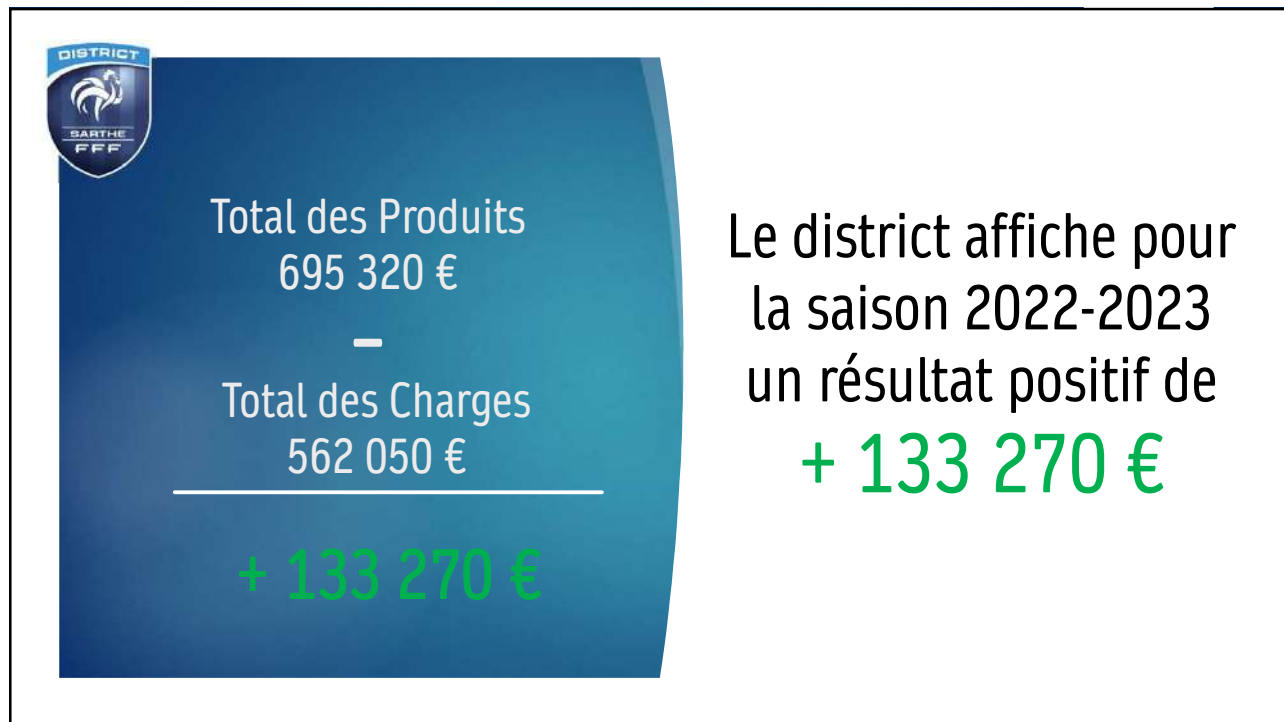 DISTRICT
SARTHE
FFF
Total des Produits
695 320 €
-
Total des Charges
562 050 €
+ 133 270 €
Le district affiche pour
la saison 2022-2023
un résultat positif de
+ 133 270 €